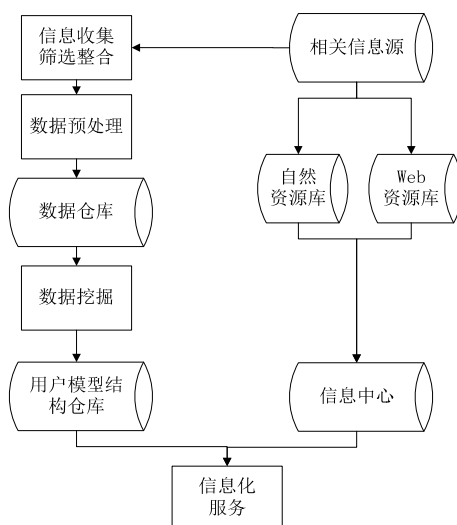 信息收集
筛选整合
相关信息源
数据预处理
自然
资源库
Web
资源库
数据仓库
数据挖掘
用户模型结
构仓库
信息中心
信息化
服务